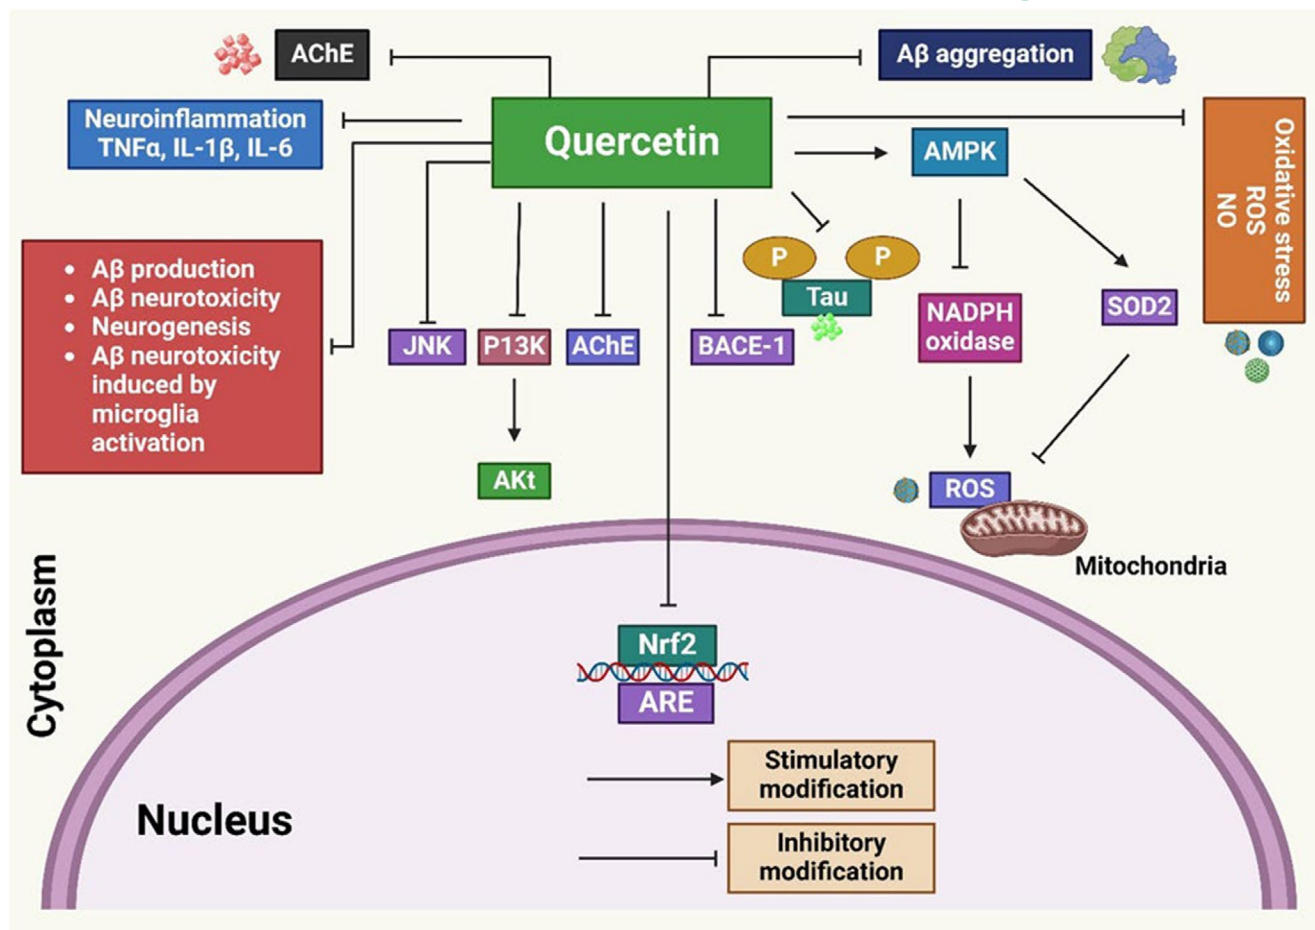 AChE
Aβ aggregation
Neuroinflammation
TNFα, IL-1β, IL-6
Quercetin
AMPK
Oxidative stress
ROS
NO
• Aβ production
• Aβ neurotoxicity
• Neurogenesis
• Aβ neurotoxicity
induced by
microglia
activation
P
P
Tau
JNK
P13K
AChE
BACE-1
NADPH
oxidase
SOD2
AKt
ROS
Mitochondria
Cytoplasm
Nrf2
ARE
Nucleus
Stimulatory
modification
Inhibitory
modification